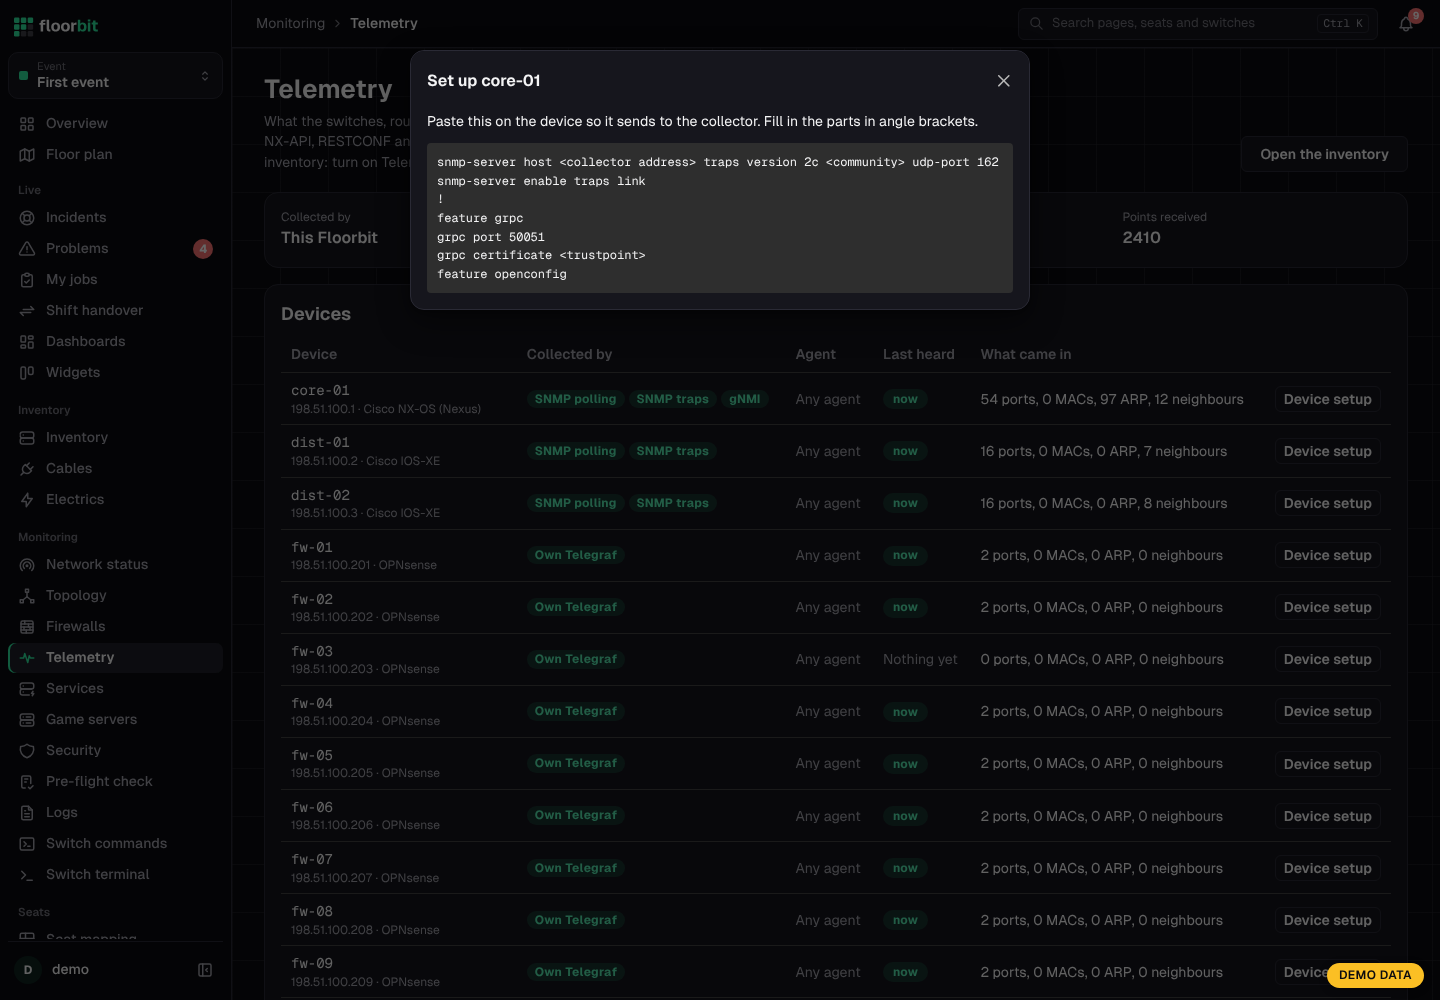 floorbit
Monitoring > Telemetry
Search pages, seats and switches
Ctrl K
9
Event
First event
Overview
Floor plan
Live
Incidents
Problems
4
My jobs
Shift handover
Dashboards
Widgets
Inventory
Inventory
Cables
Electrics
Monitoring
Network status
Topology
Firewalls
Telemetry
Services
Game servers
Security
Pre-flight check
Logs
Switch commands
Switch terminal
Seats
Seat mapping
D
demo
Telemetry
What the switches, rou
NX-API, RESTCONF an
inventory: turn on Tele
Open the inventory
Collected by
This Floorbit
Points received
2410
Set up core-01
Paste this on the device so it sends to the collector. Fill in the parts in angle brackets.
snmp-server host <collector address> traps version 2c <community> udp-port 162
snmp-server enable traps link
!
feature grpc
grpc port 50051
grpc certificate <trustpoint>
feature openconfig
Devices
Device Collected by Agent Last heard What came in
core-01
198.51.100.1 · Cisco NX-OS (Nexus)
SNMP polling SNMP traps gNMI Any agent now 54 ports, 0 MACs, 97 ARP, 12 neighbours Device setup
dist-01
198.51.100.2 · Cisco IOS-XE
SNMP polling SNMP traps Any agent now 16 ports, 0 MACs, 0 ARP, 7 neighbours Device setup
dist-02
198.51.100.3 · Cisco IOS-XE
SNMP polling SNMP traps Any agent now 16 ports, 0 MACs, 0 ARP, 8 neighbours Device setup
fw-01
198.51.100.201 · OPNsense
Own Telegraf Any agent now 2 ports, 0 MACs, 0 ARP, 0 neighbours Device setup
fw-02
198.51.100.202 · OPNsense
Own Telegraf Any agent now 2 ports, 0 MACs, 0 ARP, 0 neighbours Device setup
fw-03
198.51.100.203 · OPNsense
Own Telegraf Any agent Nothing yet 0 ports, 0 MACs, 0 ARP, 0 neighbours Device setup
fw-04
198.51.100.204 · OPNsense
Own Telegraf Any agent now 2 ports, 0 MACs, 0 ARP, 0 neighbours Device setup
fw-05
198.51.100.205 · OPNsense
Own Telegraf Any agent now 2 ports, 0 MACs, 0 ARP, 0 neighbours Device setup
fw-06
198.51.100.206 · OPNsense
Own Telegraf Any agent now 2 ports, 0 MACs, 0 ARP, 0 neighbours Device setup
fw-07
198.51.100.207 · OPNsense
Own Telegraf Any agent now 2 ports, 0 MACs, 0 ARP, 0 neighbours Device setup
fw-08
198.51.100.208 · OPNsense
Own Telegraf Any agent now 2 ports, 0 MACs, 0 ARP, 0 neighbours Device setup
fw-09
198.51.100.209 · OPNsense
Own Telegraf Any agent now 2 ports, 0 MACs, 0 ARP, 0 neighbours Device
DEMO DATA